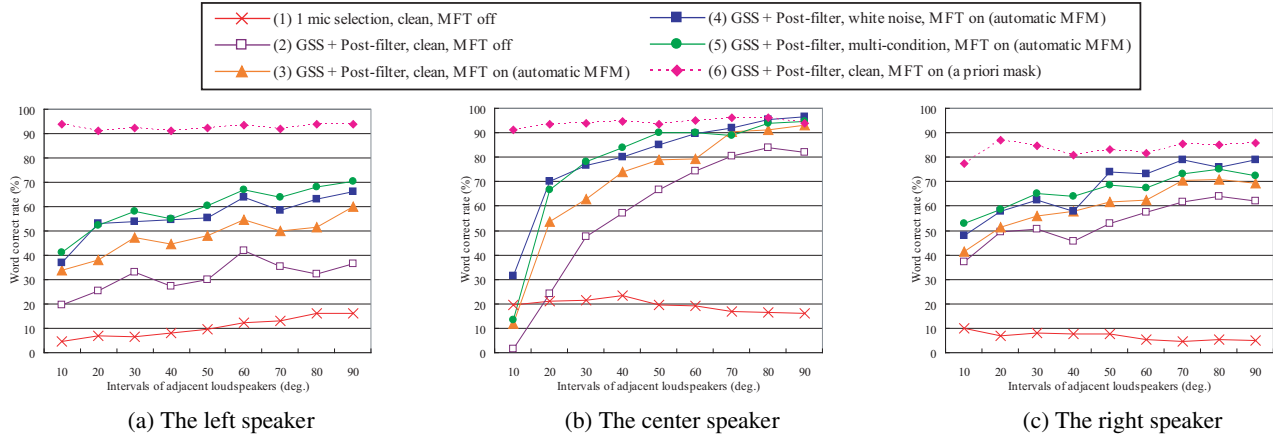 (1) 1 mic selection, clean, MFT off
(2) GSS + Post-filter, clean, MFT off
(3) GSS + Post-filter, clean, MFT on (automatic MFM)
(4) GSS + Post-filter, white noise, MFT on (automatic MFM)
(5) GSS + Post-filter, multi-condition, MFT on (automatic MFM)
(6) GSS + Post-filter, clean, MFT on (a priori mask)
Word correct rate (%)
100
90
80
70
60
50
40
30
20
10
0
10 20 30 40 50 60 70 80 90
Intervals of adjacent loudspeakers (deg.)
(a) The left speaker
Word correct rate (%)
100
90
80
70
60
50
40
30
20
10
0
10 20 30 40 50 60 70 80 90
Intervals of adjacent loudspeakers (deg.)
(b) The center speaker
Word correct rate (%)
100
90
80
70
60
50
40
30
20
10
0
10 20 30 40 50 60 70 80 90
Intervals of adjacent loudspeakers (deg.)
(c) The right speaker